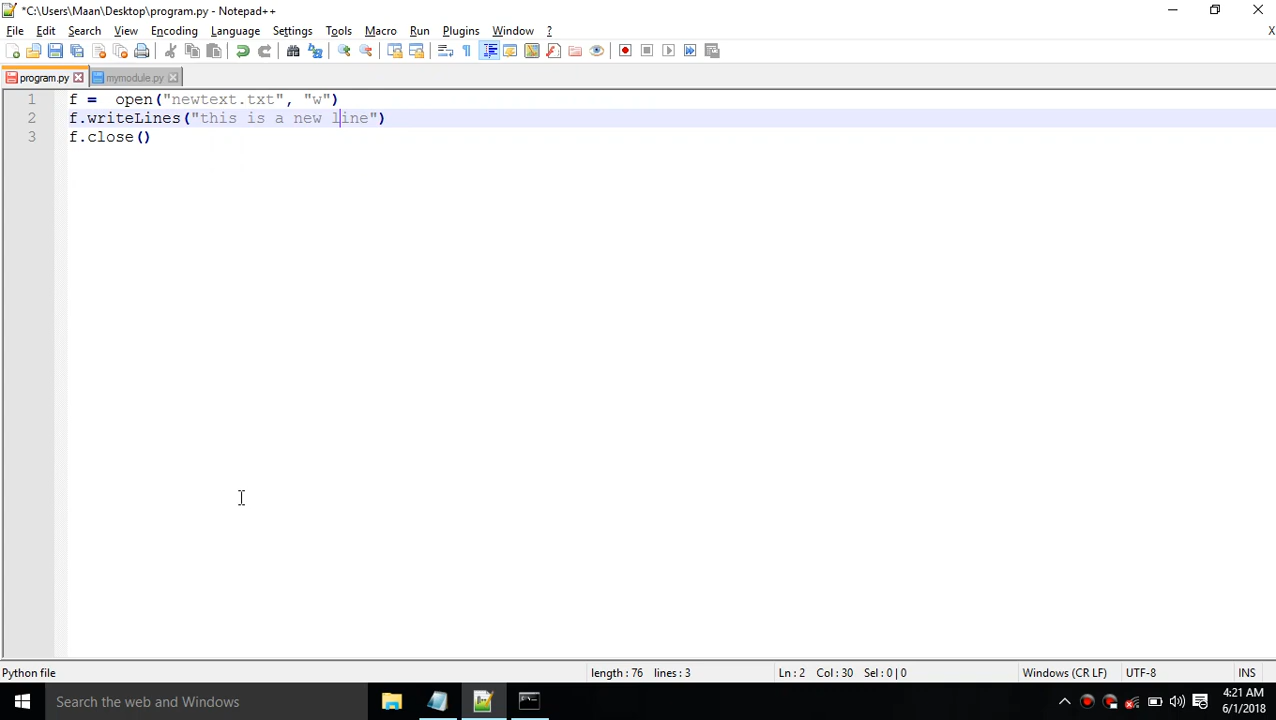 *C:\Users\Maan\Desktop\program.py - Notepad++
File Edit Search View Encoding Language Settings Tools Macro Run Plugins Window ? X
program.py mymodule.py
1 f =  open("newtext.txt", "w")
2 f.writeLines("this is a new line")
3 f.close()
Python file length : 76 lines : 3 Ln : 2 Col : 30 Sel : 0 | 0 Windows (CR LF) UTF-8 INS
Search the web and Windows
4:21 AM
6/1/2018